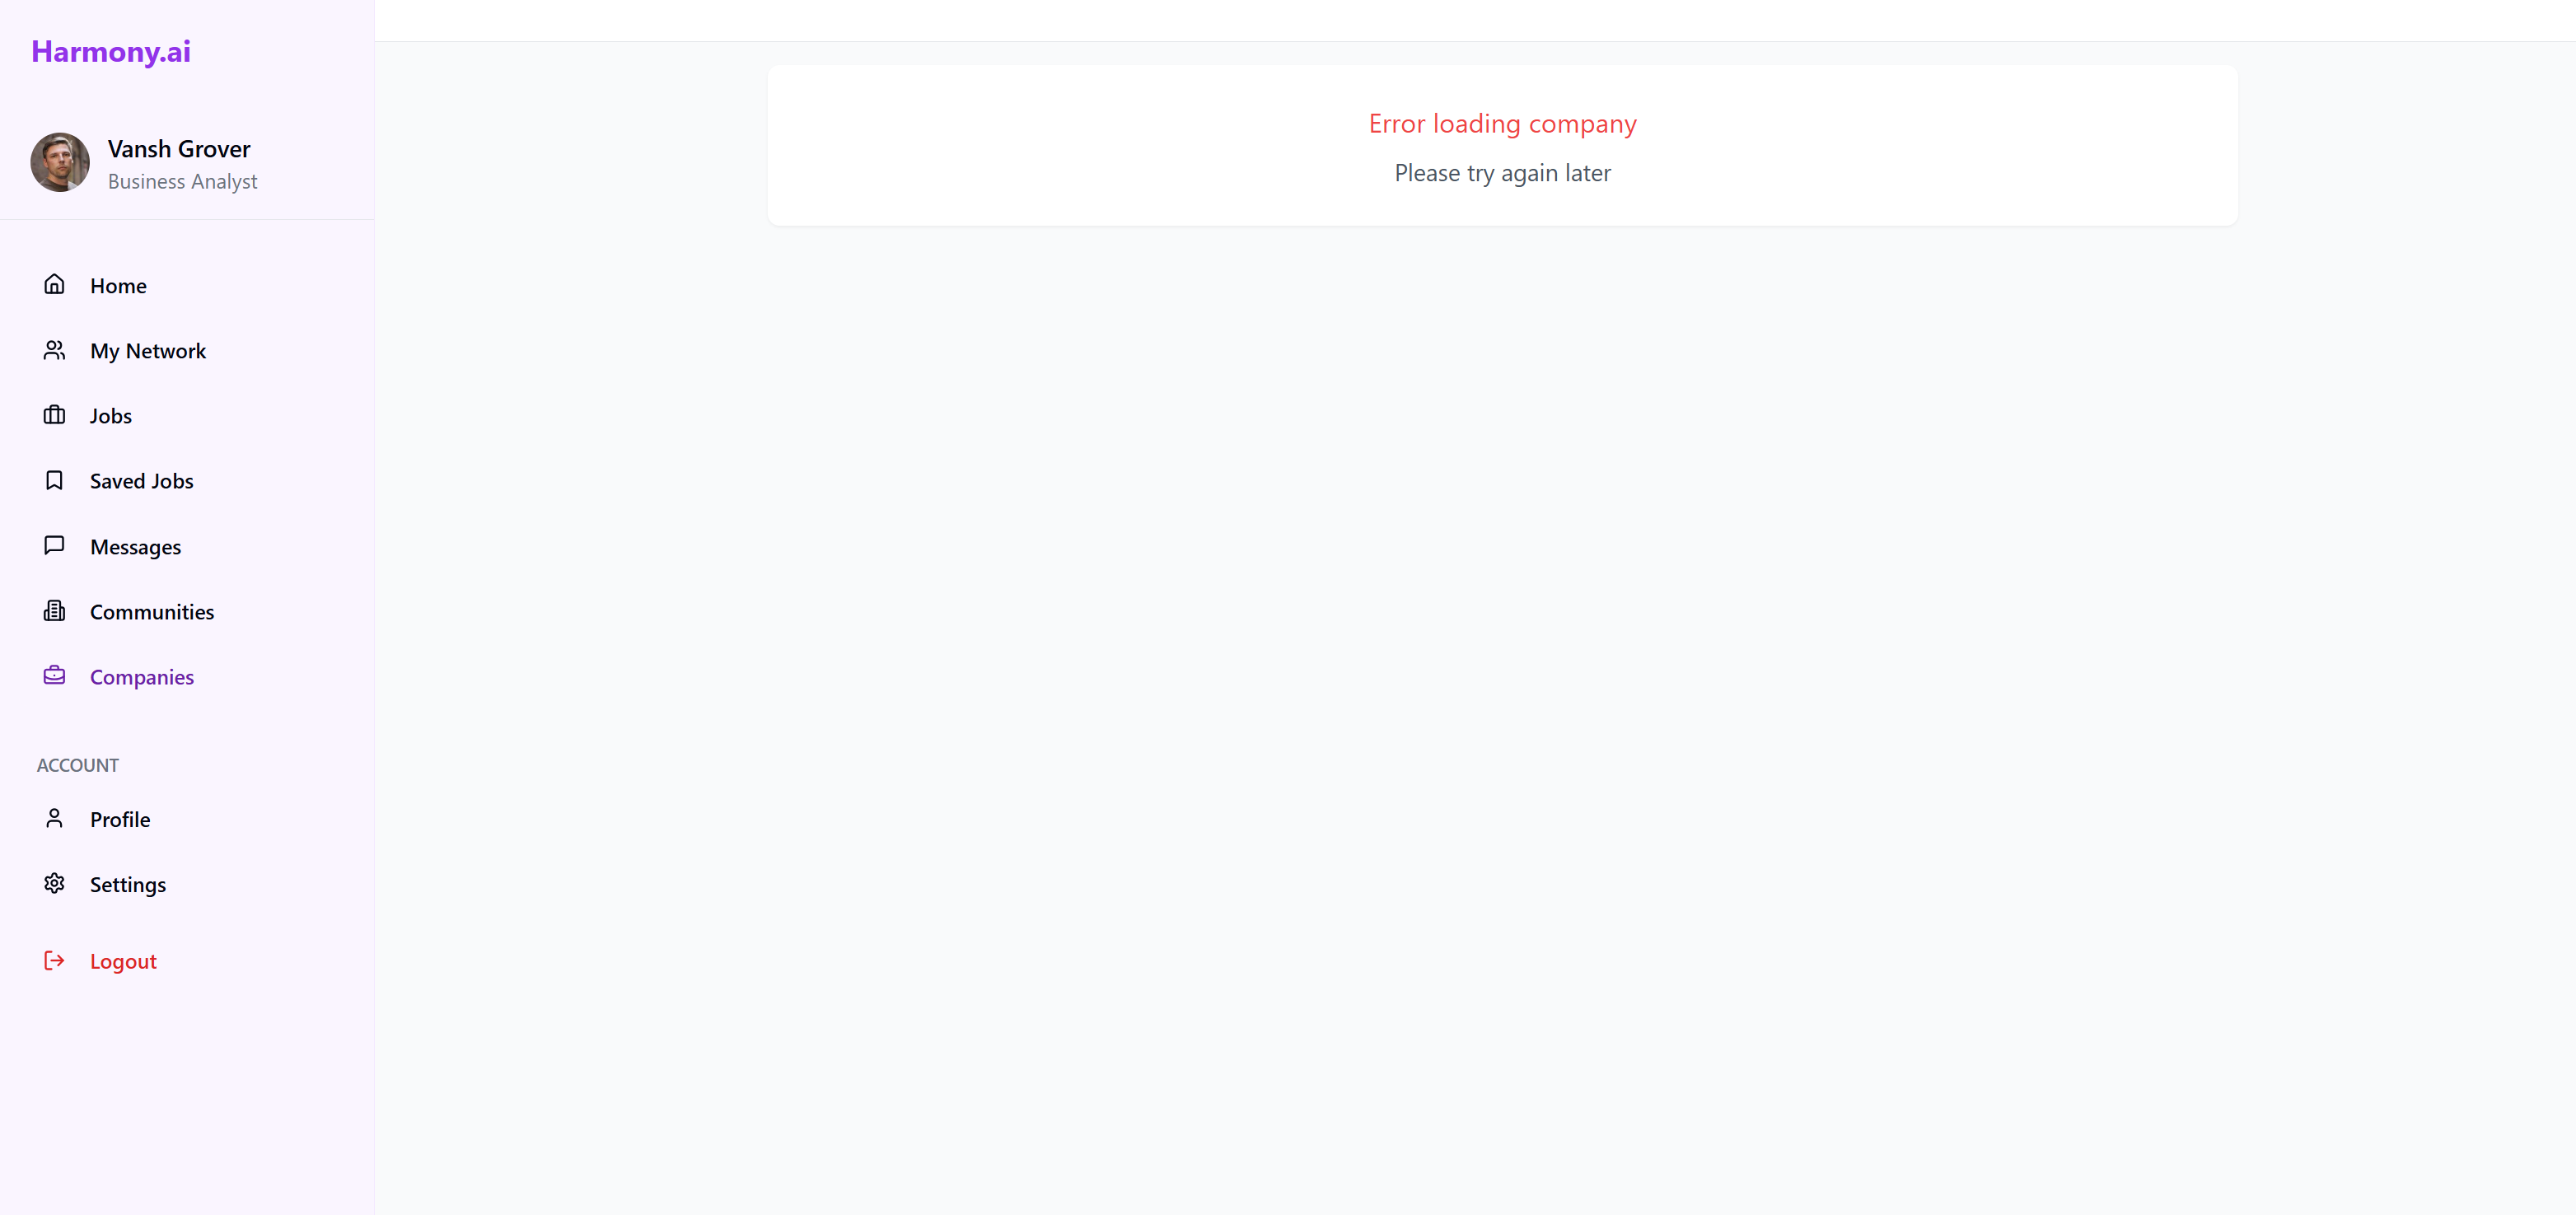 Harmony.ai
Vansh Grover
Business Analyst
Home
My Network
Jobs
Saved Jobs
Messages
Communities
Companies
ACCOUNT
Profile
Settings
Logout
Error loading company
Please try again later